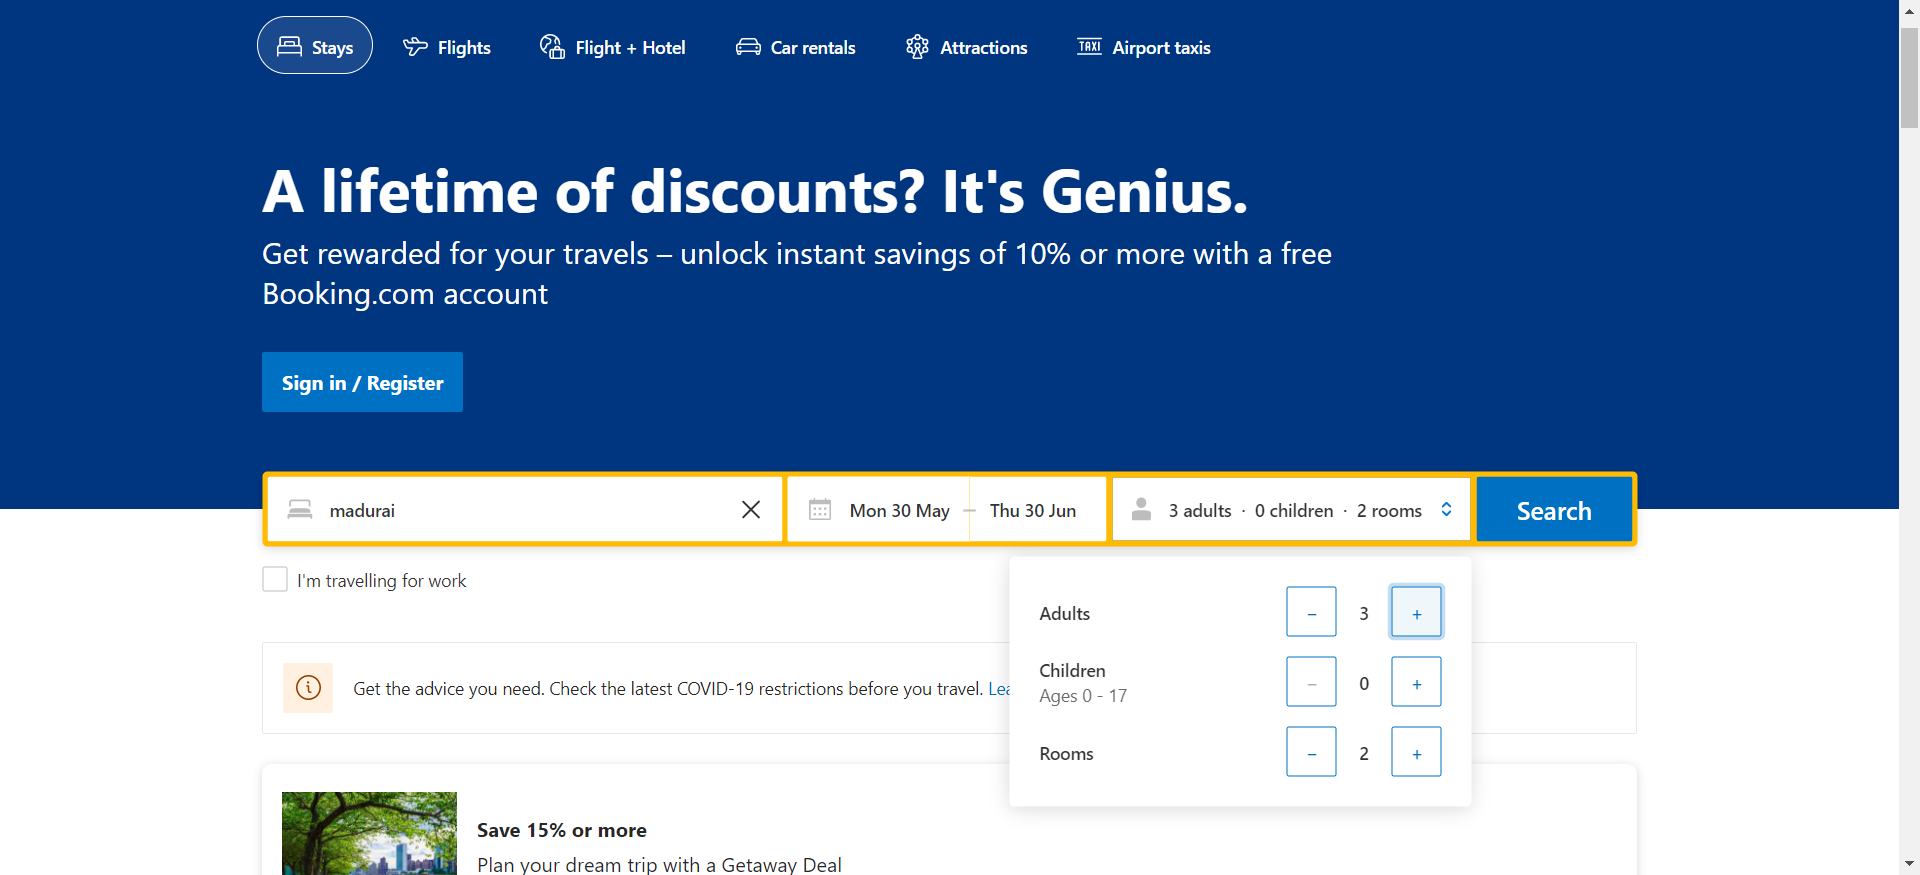 Stays Flights Flight + Hotel Car rentals Attractions TAXI Airport taxis
A lifetime of discounts? It's Genius.
Get rewarded for your travels – unlock instant savings of 10% or more with a free
Booking.com account
Sign in / Register
madurai Mon 30 May — Thu 30 Jun 3 adults · 0 children · 2 rooms Search
I'm travelling for work
Adults − 3 +
Children
Ages 0 - 17
− 0 +
Rooms − 2 +
Get the advice you need. Check the latest COVID-19 restrictions before you travel.
Save 15% or more
Plan your dream trip with a Getaway Deal